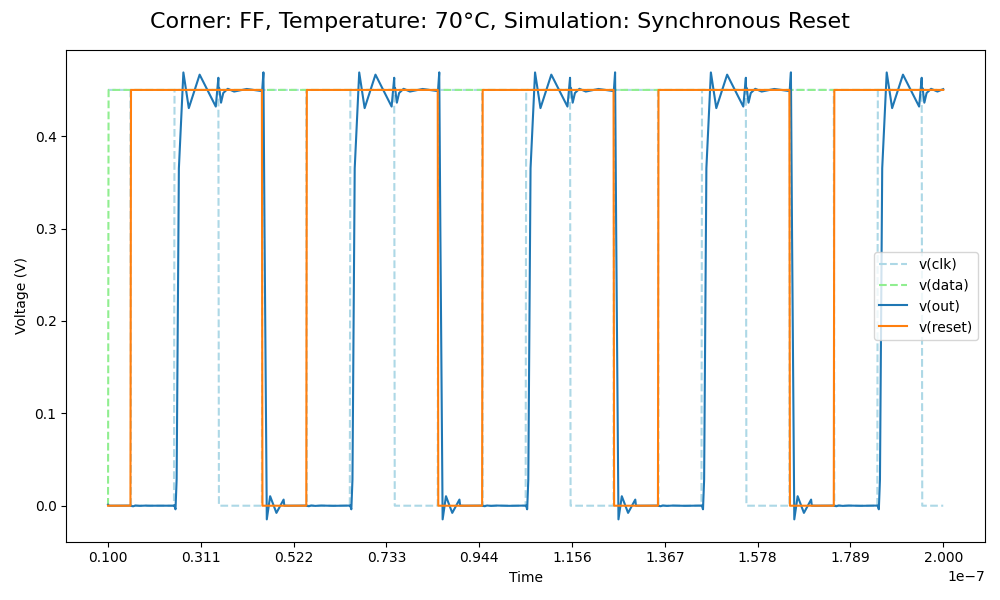 Corner: FF, Temperature: 70°C, Simulation: Synchronous Reset
Voltage (V)
0.4
0.3
0.2
0.1
0.0
v(clk)
v(data)
v(out)
v(reset)
0.100 0.311 0.522 0.733 0.944 1.156 1.367 1.578 1.789 2.000
1e−7
Time